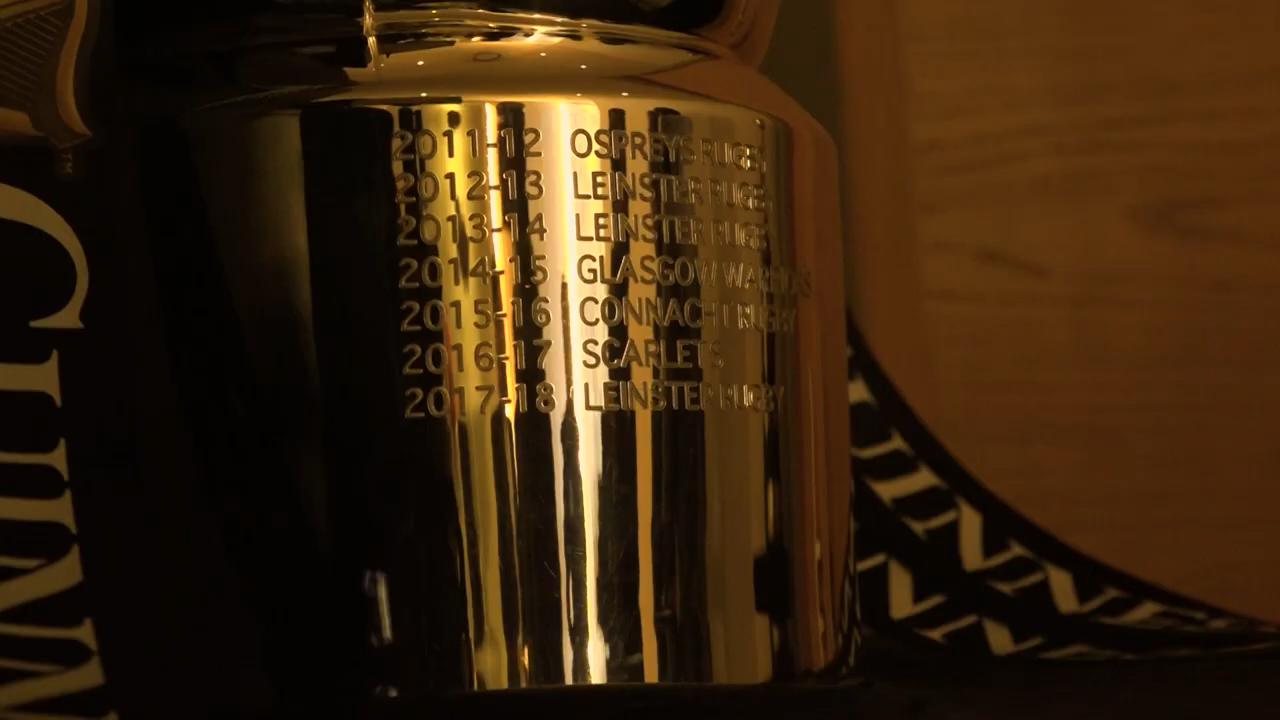 2011-12 OSPREYS RUGBY
2012-13 LEINSTER RUGBY
2013-14 LEINSTER RUGBY
2014-15 GLASGOW WARRIORS
2015-16 CONNACHT RUGBY
2016-17 SCARLETS
2017-18 LEINSTER RUGBY